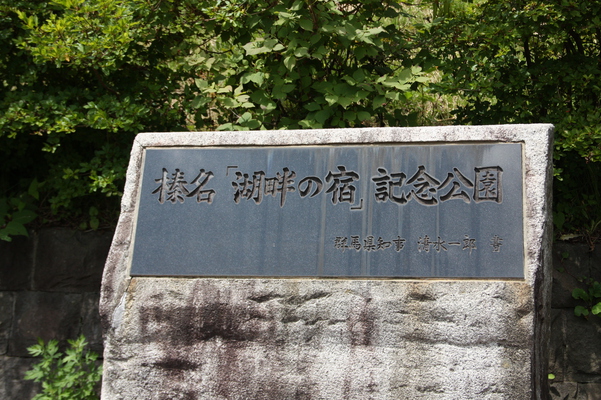 榛名「湖畔の宿」記念公園
群馬県知事 清水一郎 書